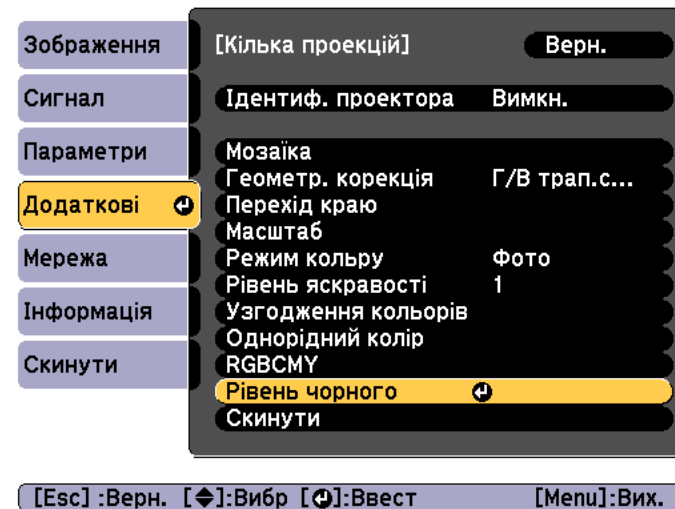 Зображення
Сигнал
Параметри
Додаткові
Мережа
Інформація
Скинути
[Кілька проекцій] Верн.
Ідентиф. проектора Вимкн.
Мозаїка
Геометр. корекція Г/В трап.с...
Перехід краю
Масштаб
Режим кольру Фото
Рівень яскравості 1
Узгодження кольорів
Однорідний колір
RGBCMY
Рівень чорного
Скинути
[Esc] :Верн. [◆]:Вибр [↵]:Ввест [Menu]:Вих.